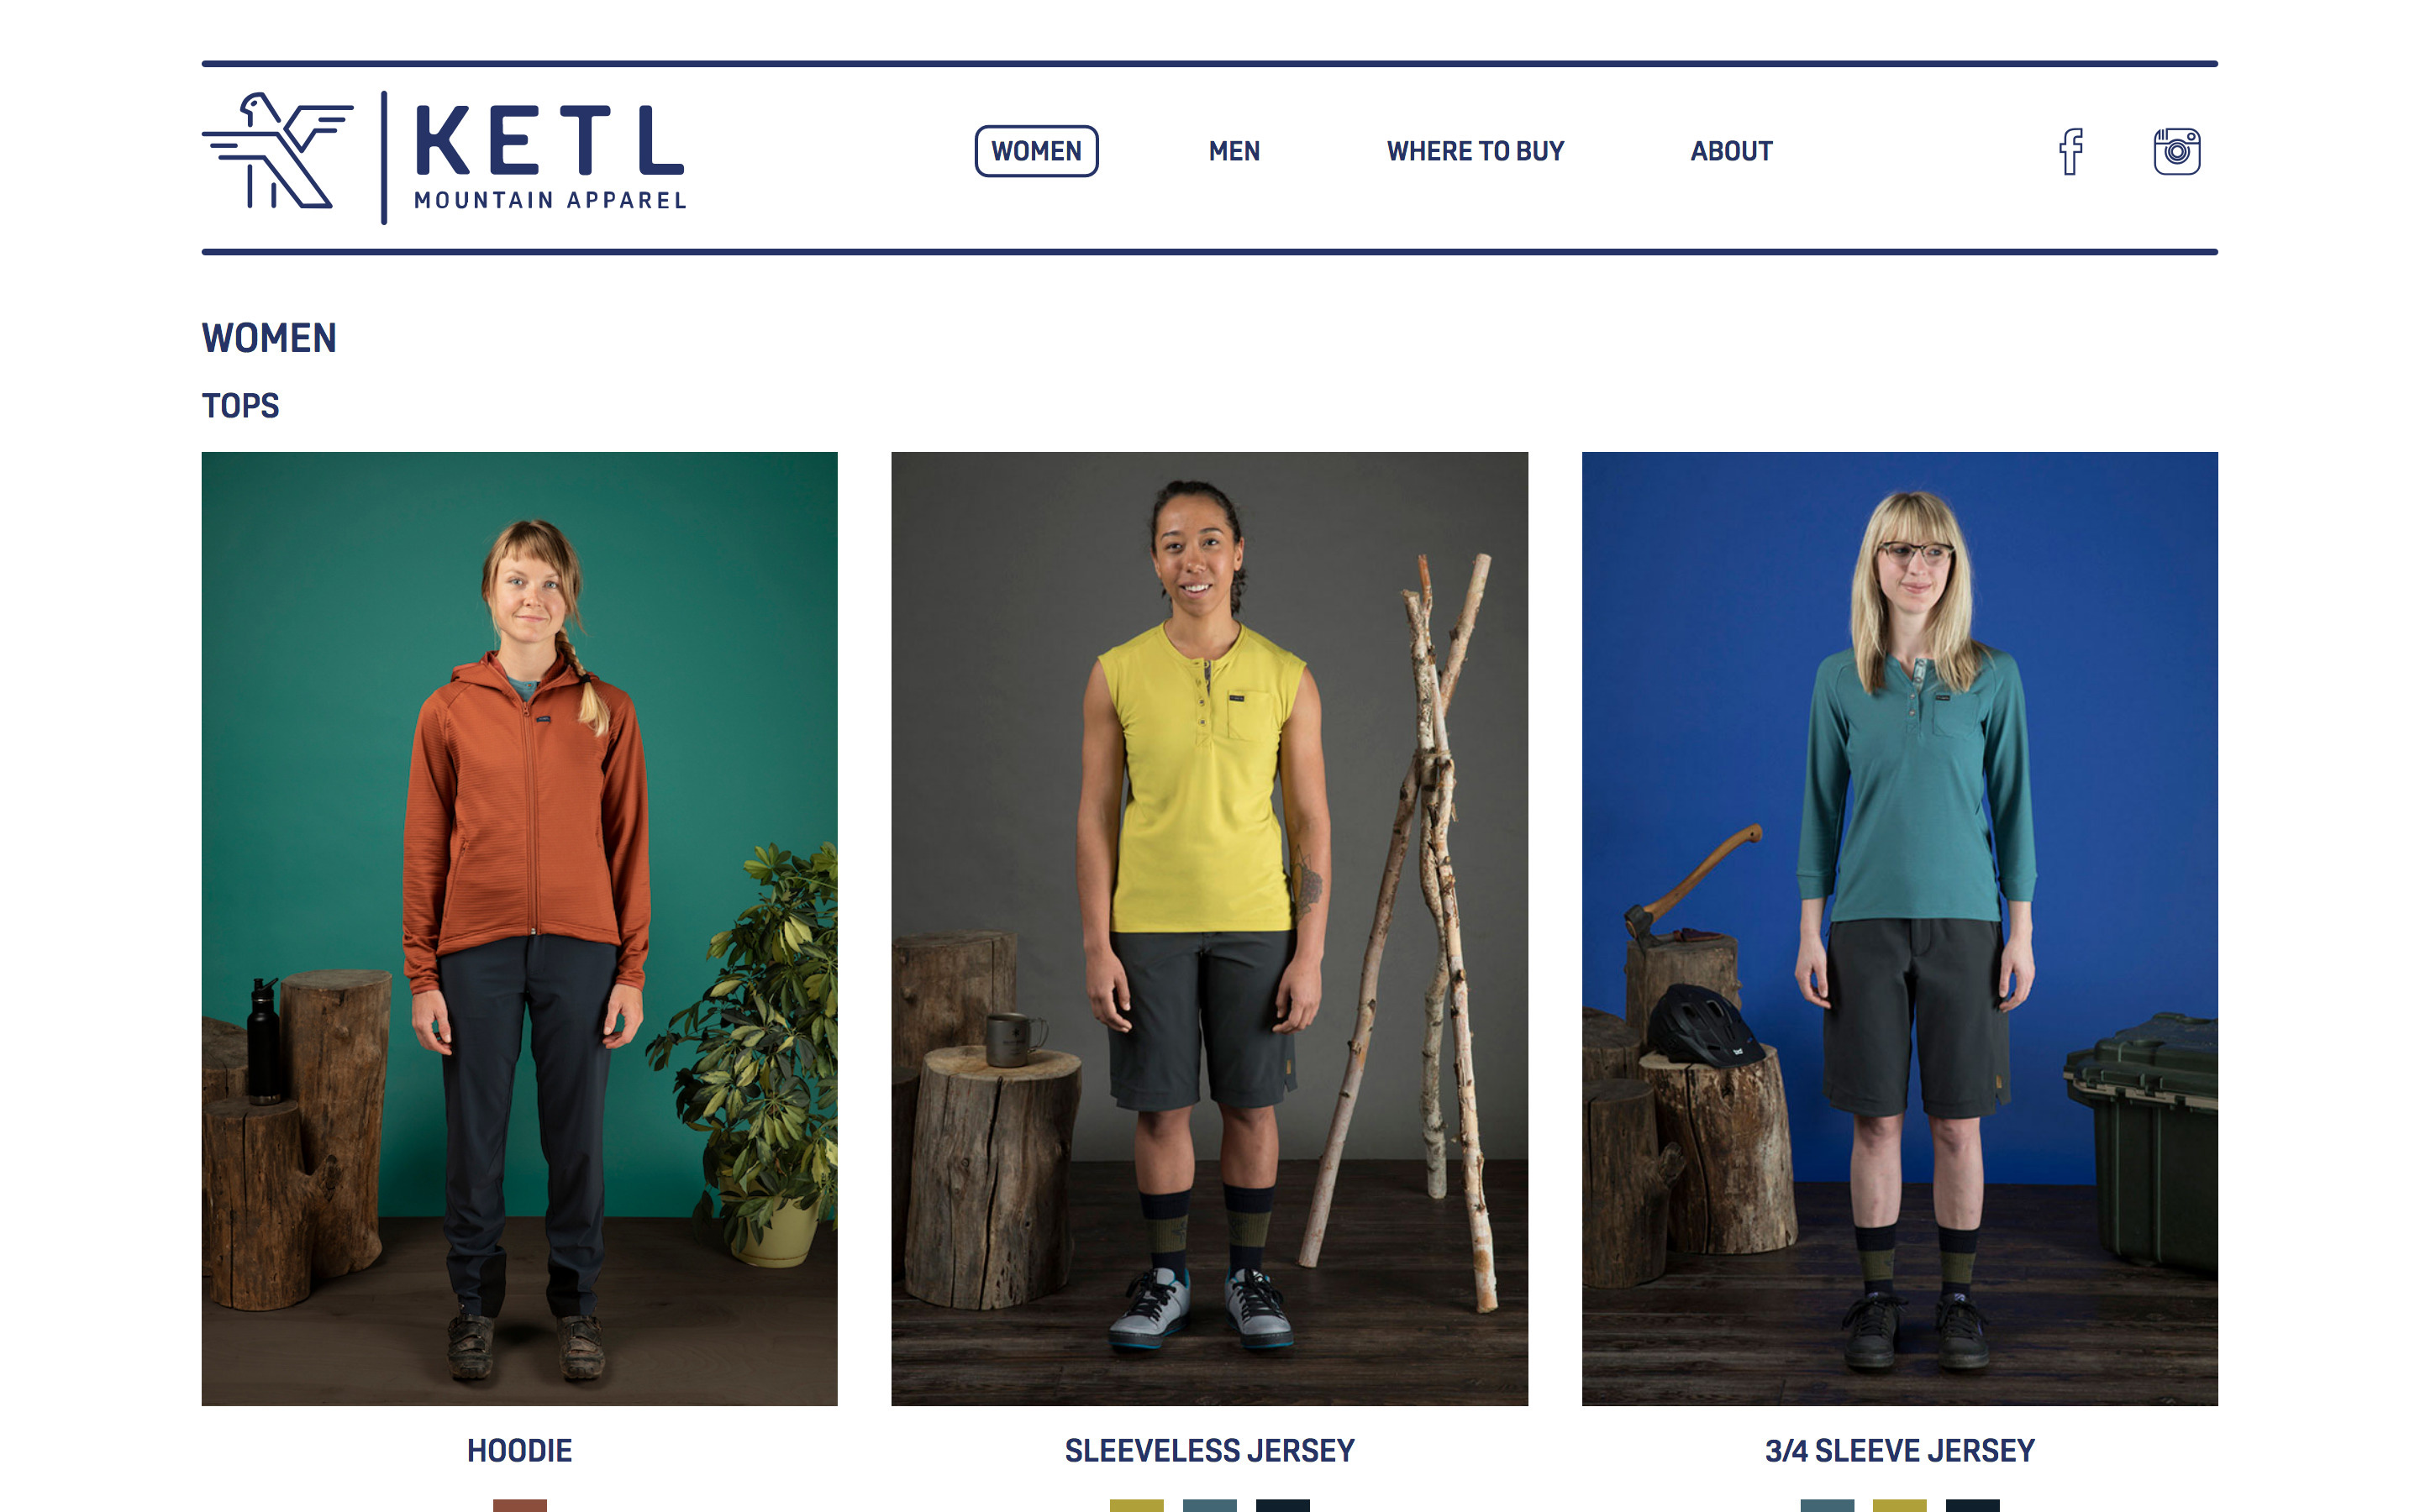 KETL
MOUNTAIN APPAREL
WOMEN
MEN
WHERE TO BUY
ABOUT
WOMEN
TOPS
HOODIE
SLEEVELESS JERSEY
3/4 SLEEVE JERSEY